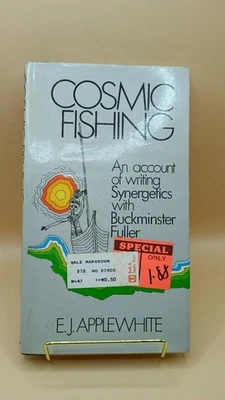 COSMIC
FISHING
An account
of writing
Synergetics
with
Buckminster
Fuller
SPECIAL
ONLY
1.88
SALE MARKDOWN
578 NO DISCO
E.J. APPLEWHITE